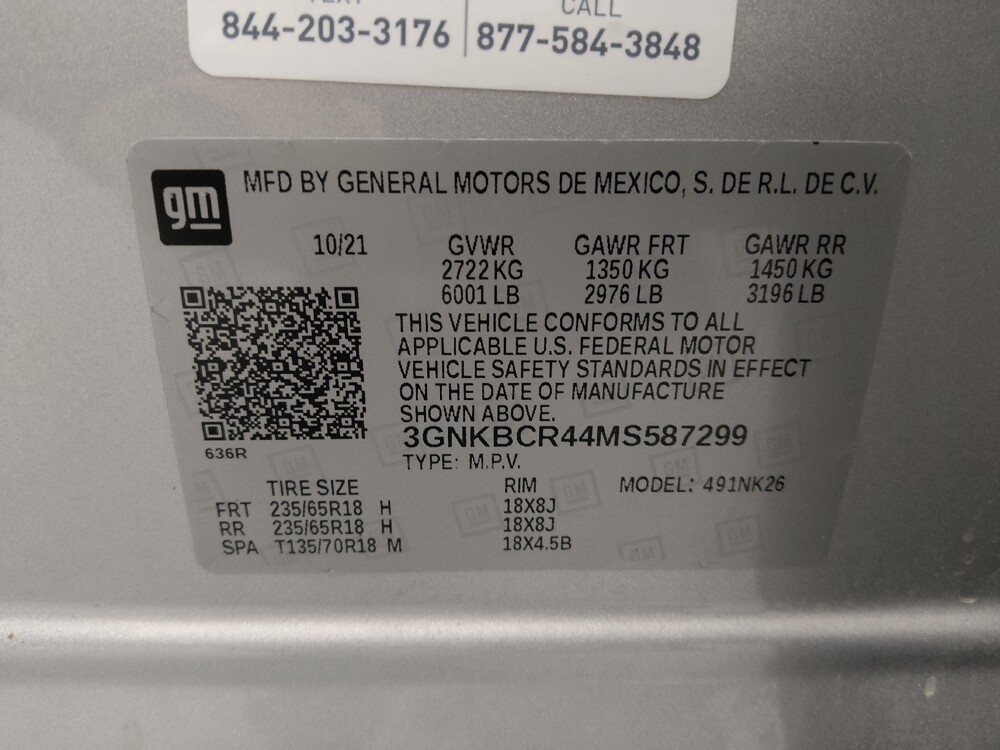 CALL
844-203-3176 | 877-584-3848
gm MFD BY GENERAL MOTORS DE MEXICO, S. DE R.L. DE C.V.
10/21 GVWR GAWR FRT GAWR RR
2722 KG 1350 KG 1450 KG
6001 LB 2976 LB 3196 LB
THIS VEHICLE CONFORMS TO ALL
APPLICABLE U.S. FEDERAL MOTOR
VEHICLE SAFETY STANDARDS IN EFFECT
ON THE DATE OF MANUFACTURE
SHOWN ABOVE.
3GNKBCR44MS587299
636R
TYPE: M.P.V.
TIRE SIZE RIM MODEL: 491NK26
FRT 235/65R18 H 18X8J
RR 235/65R18 H 18X8J
SPA T135/70R18 M 18X4.5B